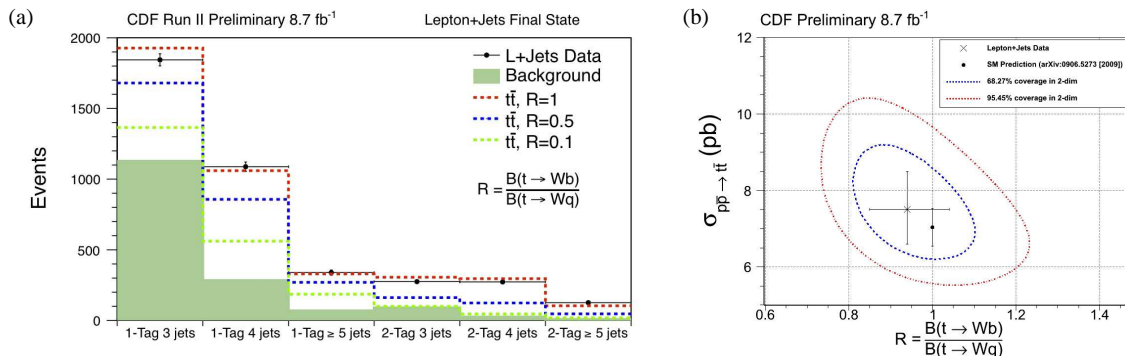 (a)
CDF Run II Preliminary 8.7 fb⁻¹
Lepton+Jets Final State
Events
2000
1500
1000
500
0
L+Jets Data
Background
tt̄, R=1
tt̄, R=0.5
tt̄, R=0.1
R = B(t → Wb) / B(t → Wq)
1-Tag 3 jets 1-Tag 4 jets 1-Tag ≥ 5 jets 2-Tag 3 jets 2-Tag 4 jets 2-Tag ≥ 5 jets
(b)
CDF Preliminary 8.7 fb⁻¹
σ pp̄ → tt̄ (pb)
12
10
8
6
Lepton+Jets Data
SM Prediction (arXiv:0906.5273 [2009])
68.27% coverage in 2-dim
95.45% coverage in 2-dim
0.6 0.8 1 1.2 1.4
R = B(t → Wb) / B(t → Wq)